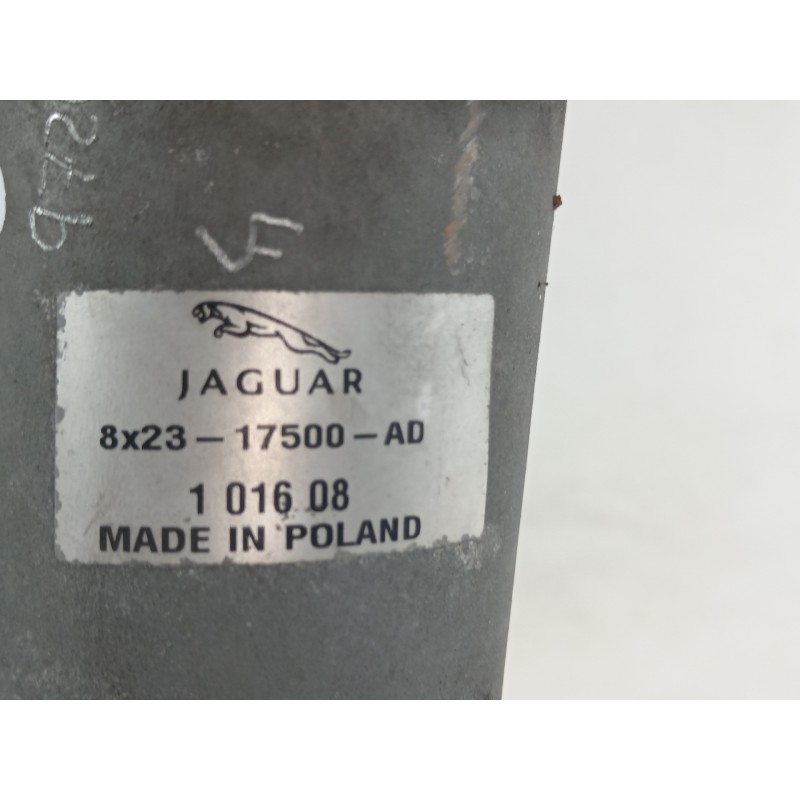 JAGUAR
8x23-17500-AD
1 016 08
MADE IN POLAND